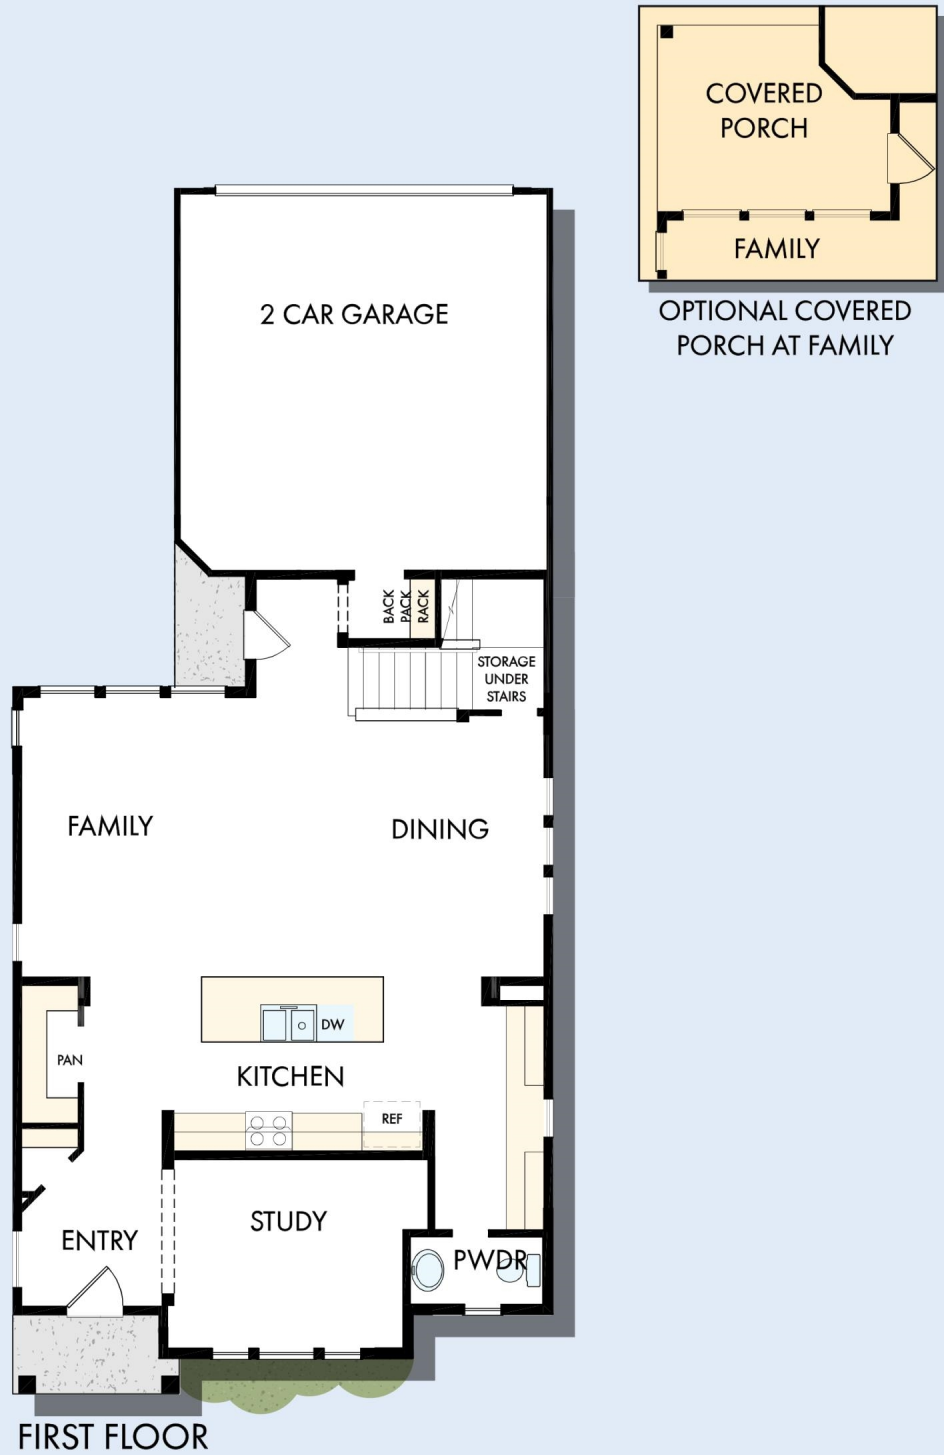 COVERED
PORCH
FAMILY
OPTIONAL COVERED
PORCH AT FAMILY
2 CAR GARAGE
BACK
PACK
RACK
STORAGE
UNDER
STAIRS
FAMILY
DINING
DW
PAN
KITCHEN
REF
STUDY
ENTRY
PWDR
FIRST FLOOR